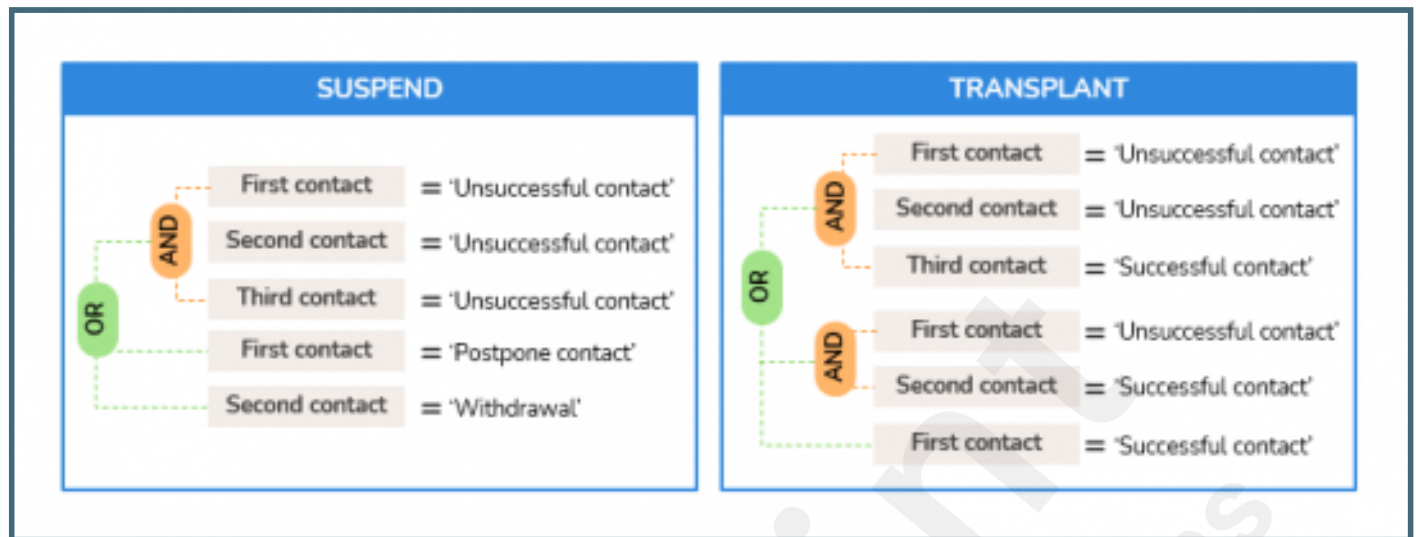 SUSPEND
OR
AND
First contact = ‘Unsuccessful contact’
Second contact = ‘Unsuccessful contact’
Third contact = ‘Unsuccessful contact’
First contact = ‘Postpone contact’
Second contact = ‘Withdrawal’
TRANSPLANT
OR
AND
First contact = ‘Unsuccessful contact’
Second contact = ‘Unsuccessful contact’
Third contact = ‘Successful contact’
AND
First contact = ‘Unsuccessful contact’
Second contact = ‘Successful contact’
First contact = ‘Successful contact’